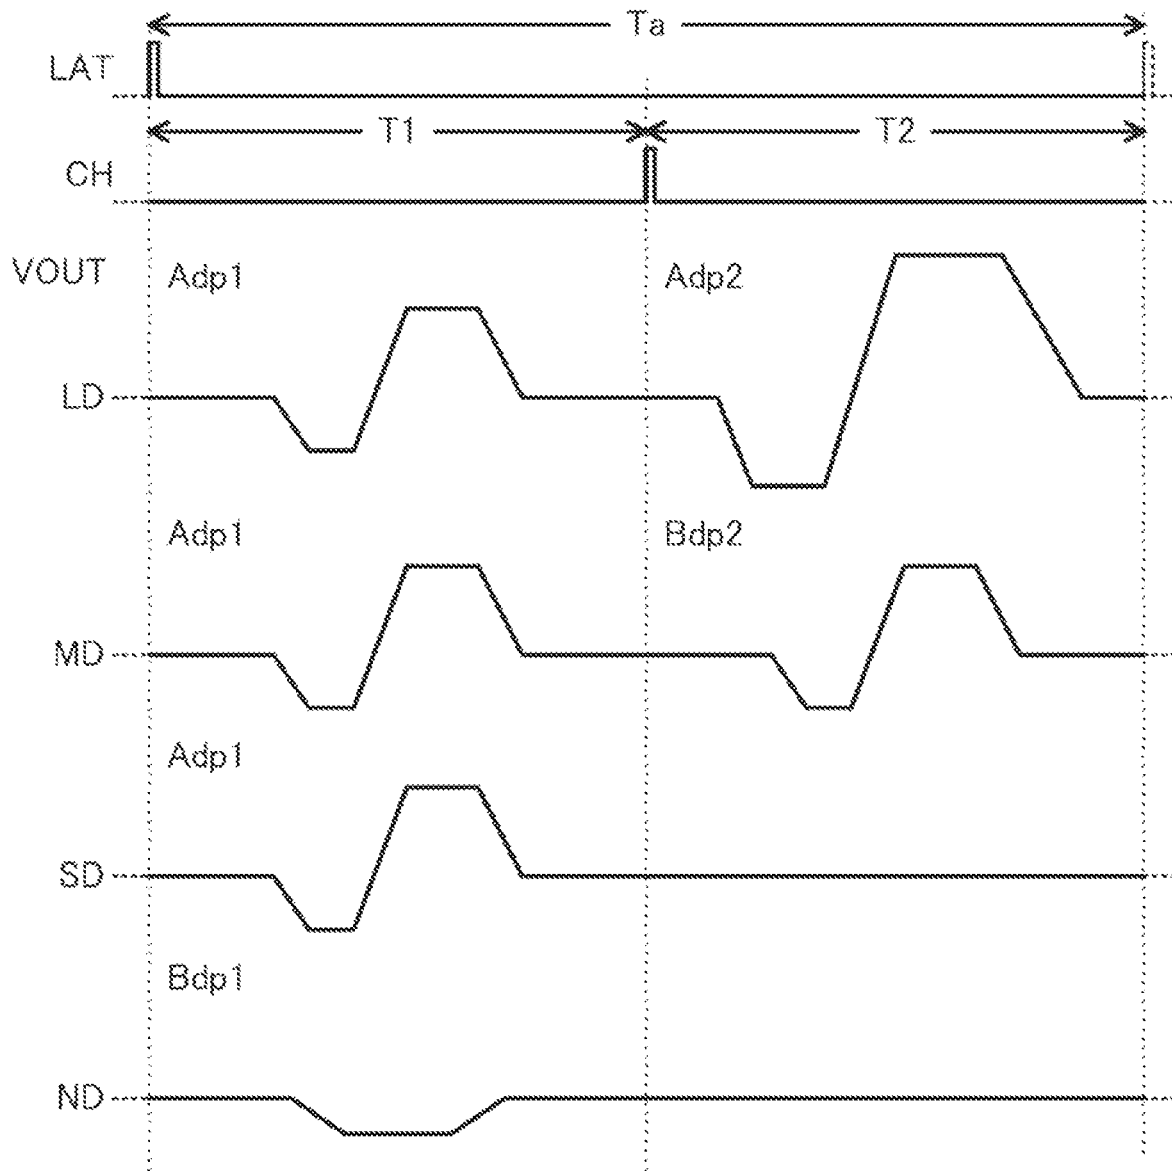 Ta
LAT
T1 T2
CH
VOUT
Adp1 Adp2
LD
Adp1 Bdp2
MD
Adp1
SD
Bdp1
ND